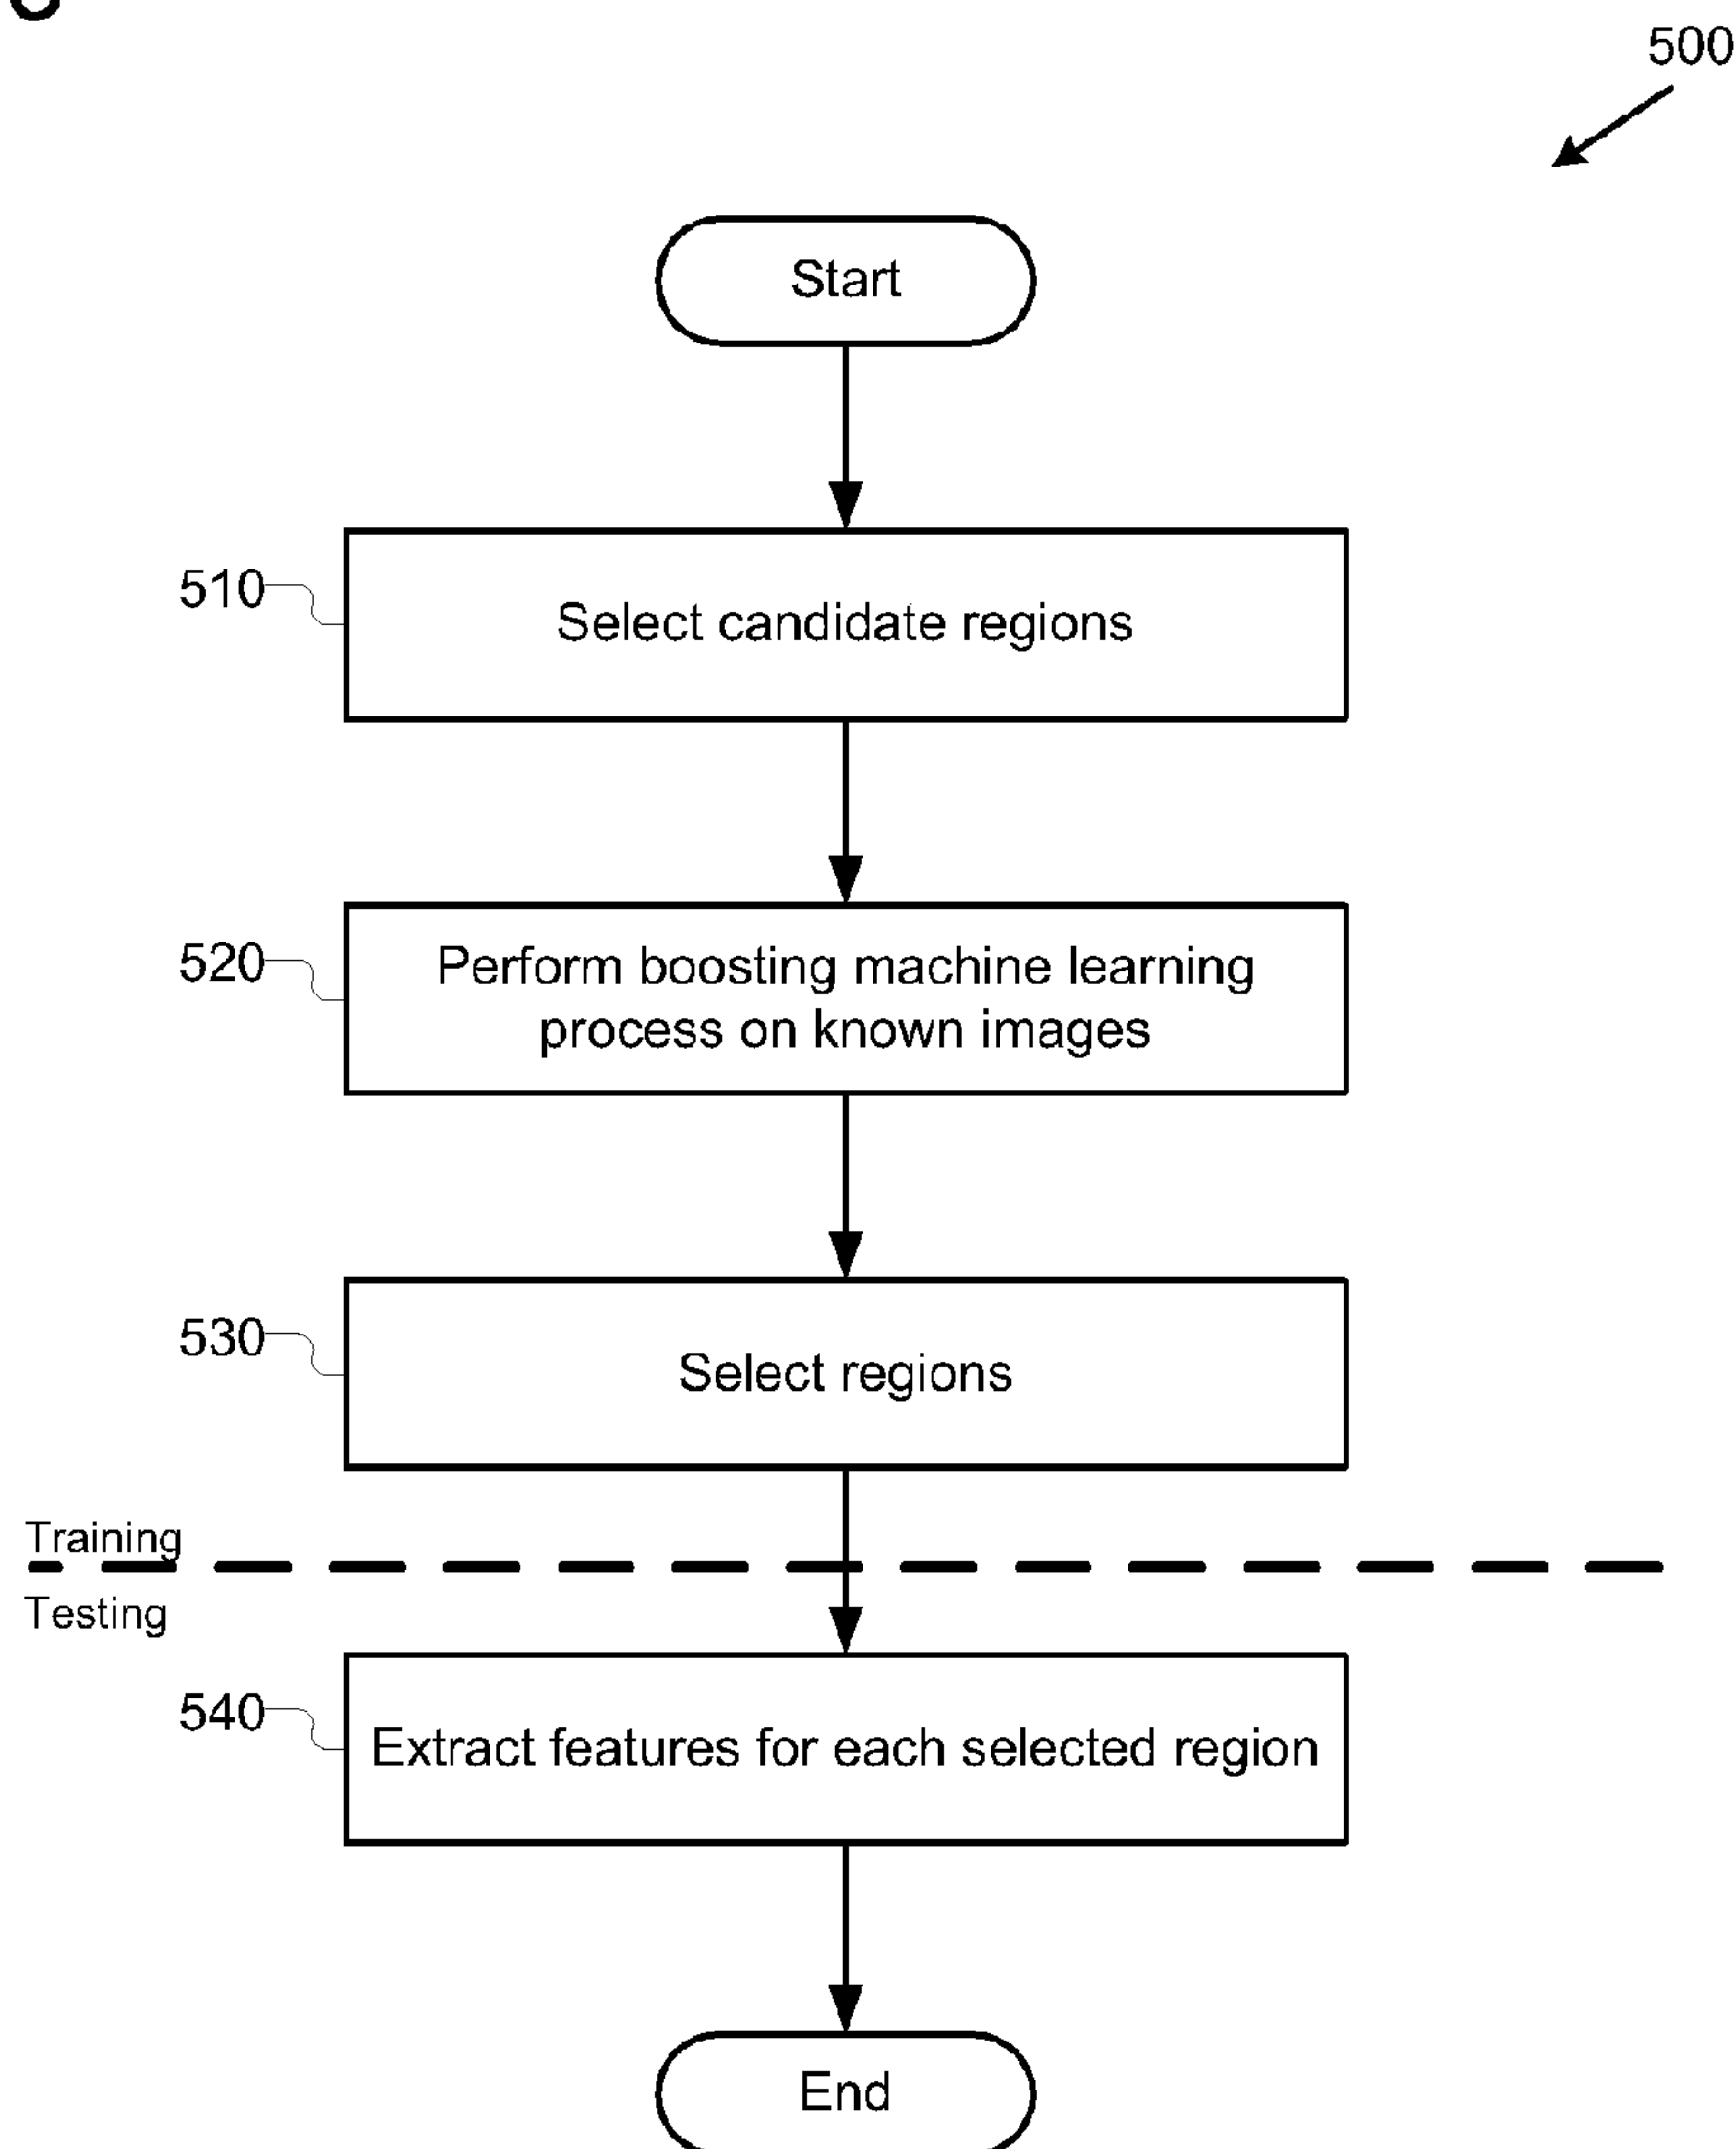 500
Start
510
Select candidate regions
520
Perform boosting machine learning
process on known images
530
Select regions
Training
Testing
540
Extract features for each selected region
End